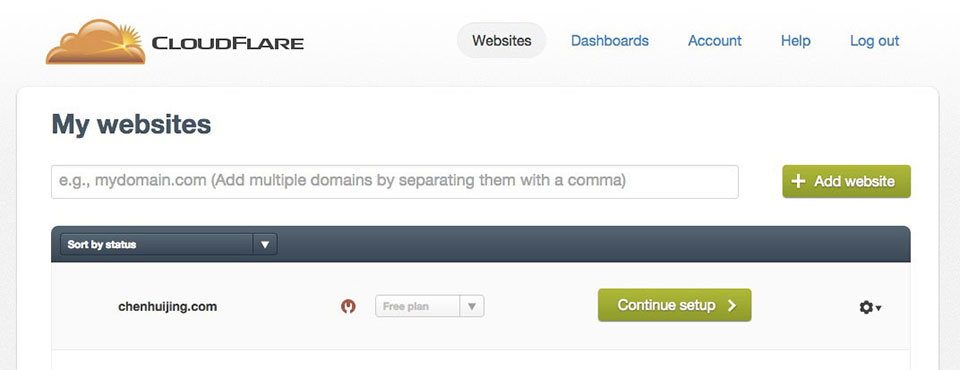 CLOUDFLARE
Websites Dashboards Account Help Log out
My websites
e.g., mydomain.com (Add multiple domains by separating them with a comma)
+ Add website
Sort by status
chenhuijing.com Free plan Continue setup